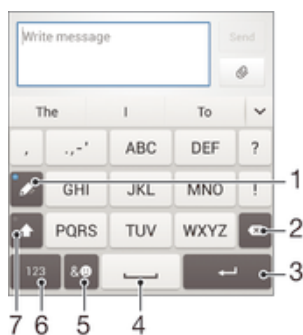 Write message Send
The I To
, .,-' ABC DEF ?
GHI JKL MNO ! 1
PQRS TUV WXYZ 2
123 &☻ 3
7 6 5 4